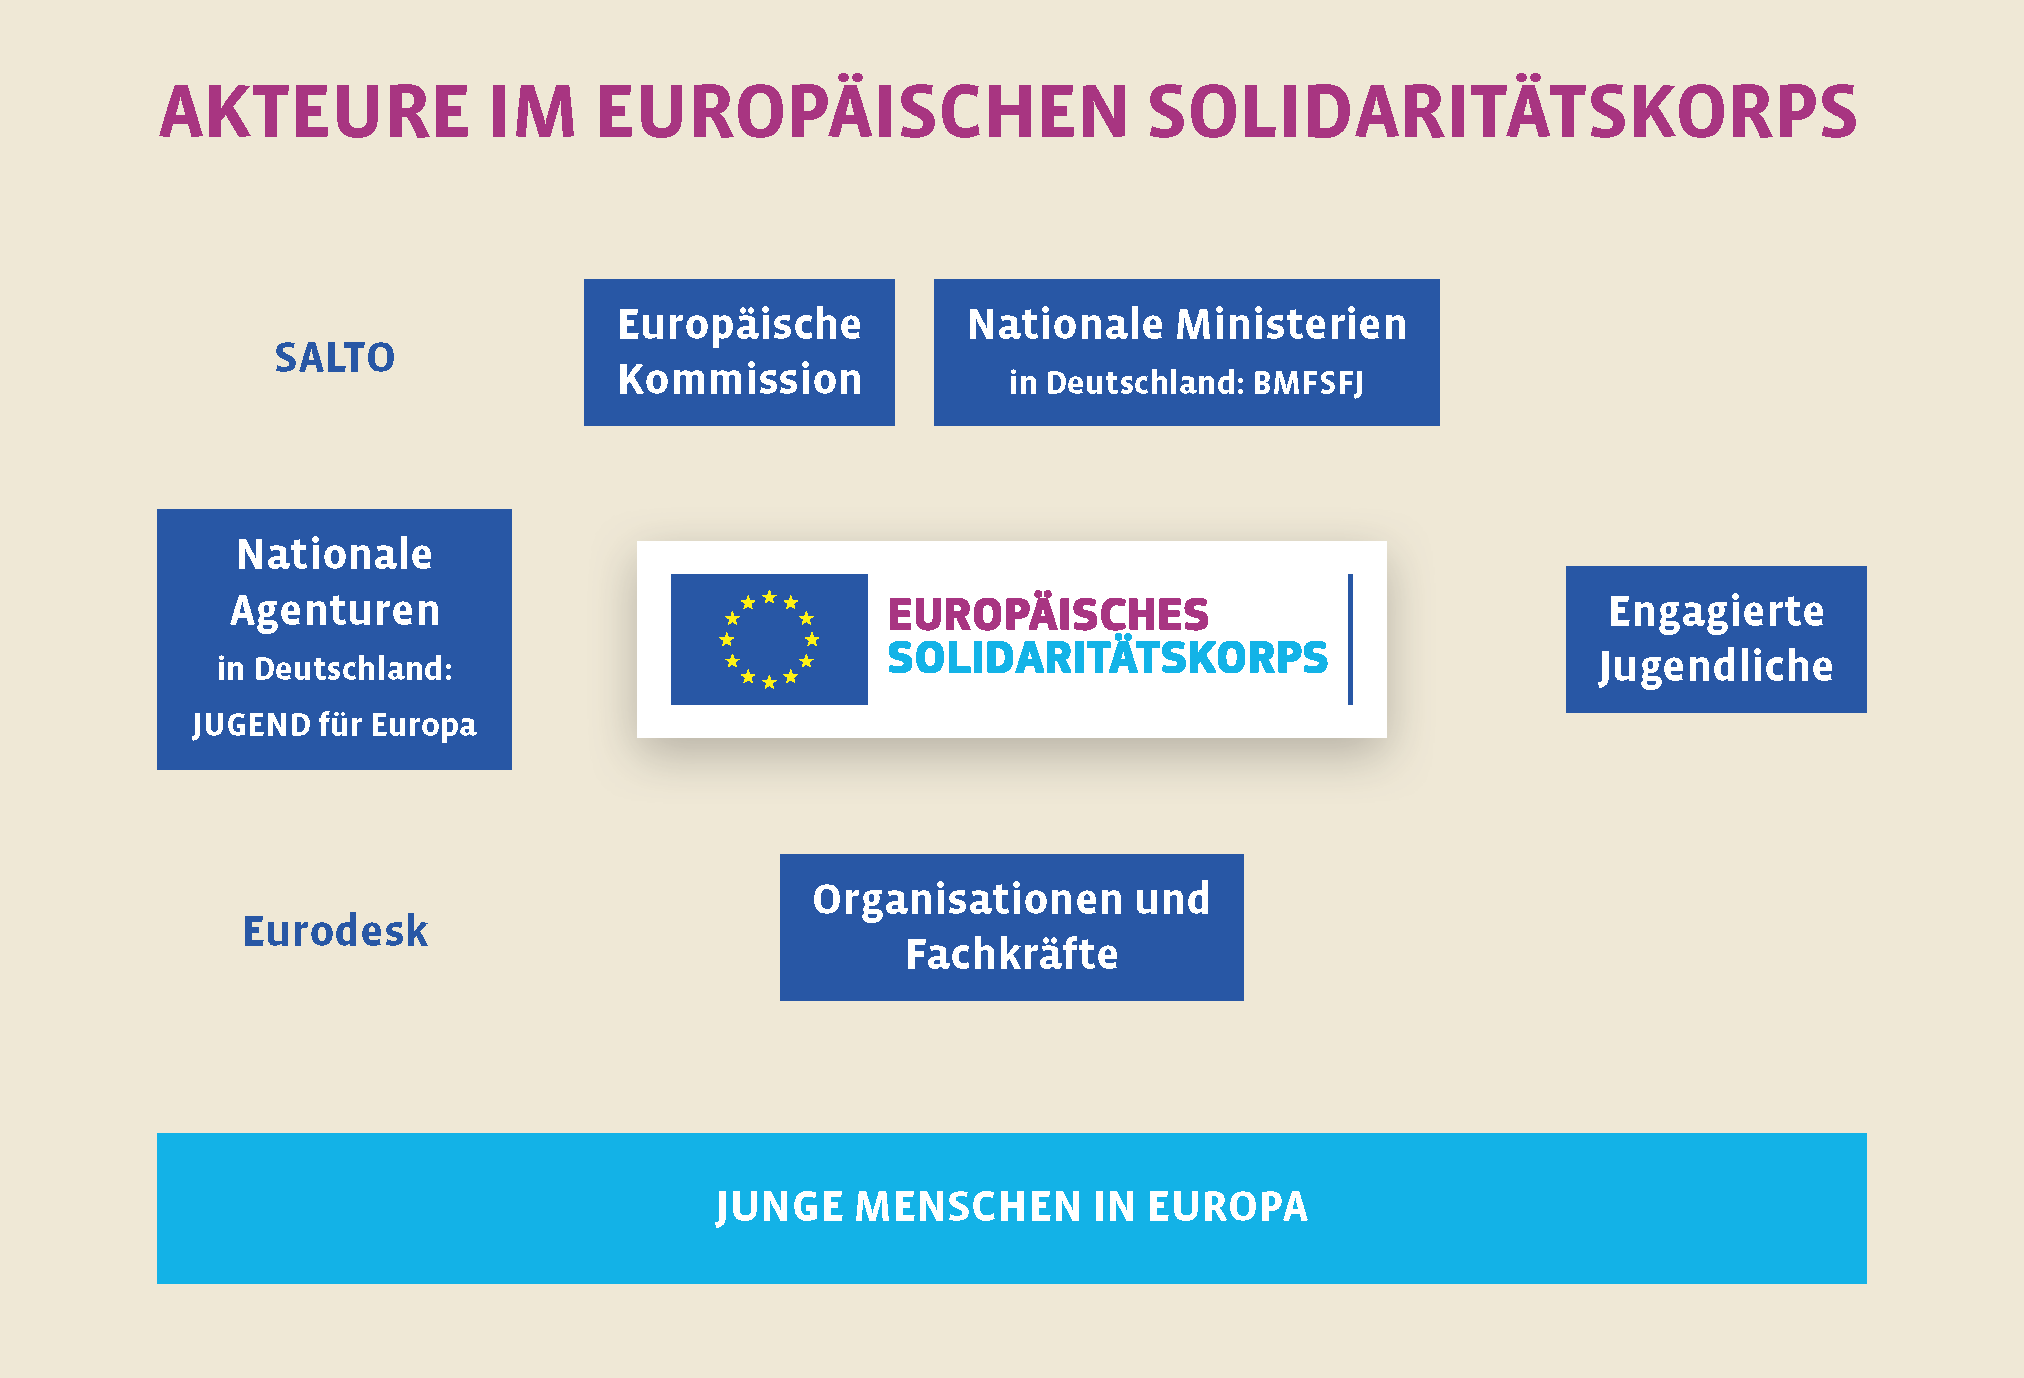 AKTEURE IM EUROPÄISCHEN SOLIDARITÄTSKORPS
SALTO
Europäische
Kommission
Nationale Ministerien
in Deutschland: BMFSFJ
Nationale
Agenturen
in Deutschland:
JUGEND für Europa
EUROPÄISCHES
SOLIDARITÄTSKORPS
Engagierte
Jugendliche
Eurodesk
Organisationen und
Fachkräfte
JUNGE MENSCHEN IN EUROPA